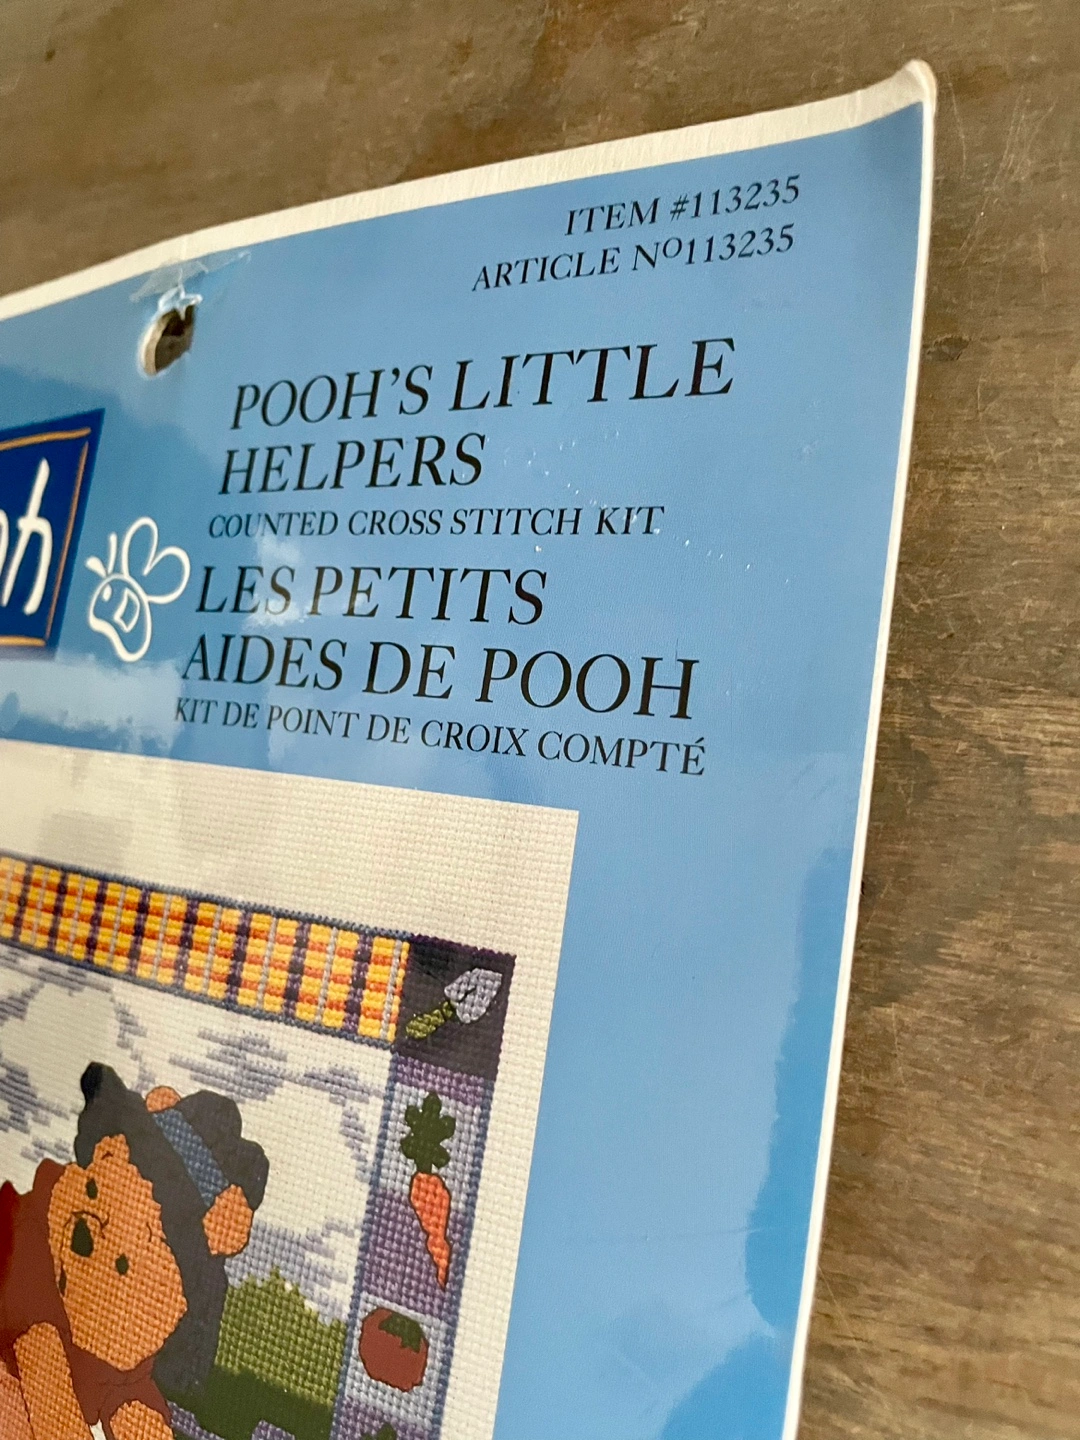 ITEM #113235
ARTICLE Nº113235
POOH'S LITTLE
HELPERS
COUNTED CROSS STITCH KIT
LES PETITS
AIDES DE POOH
KIT DE POINT DE CROIX COMPTÉ